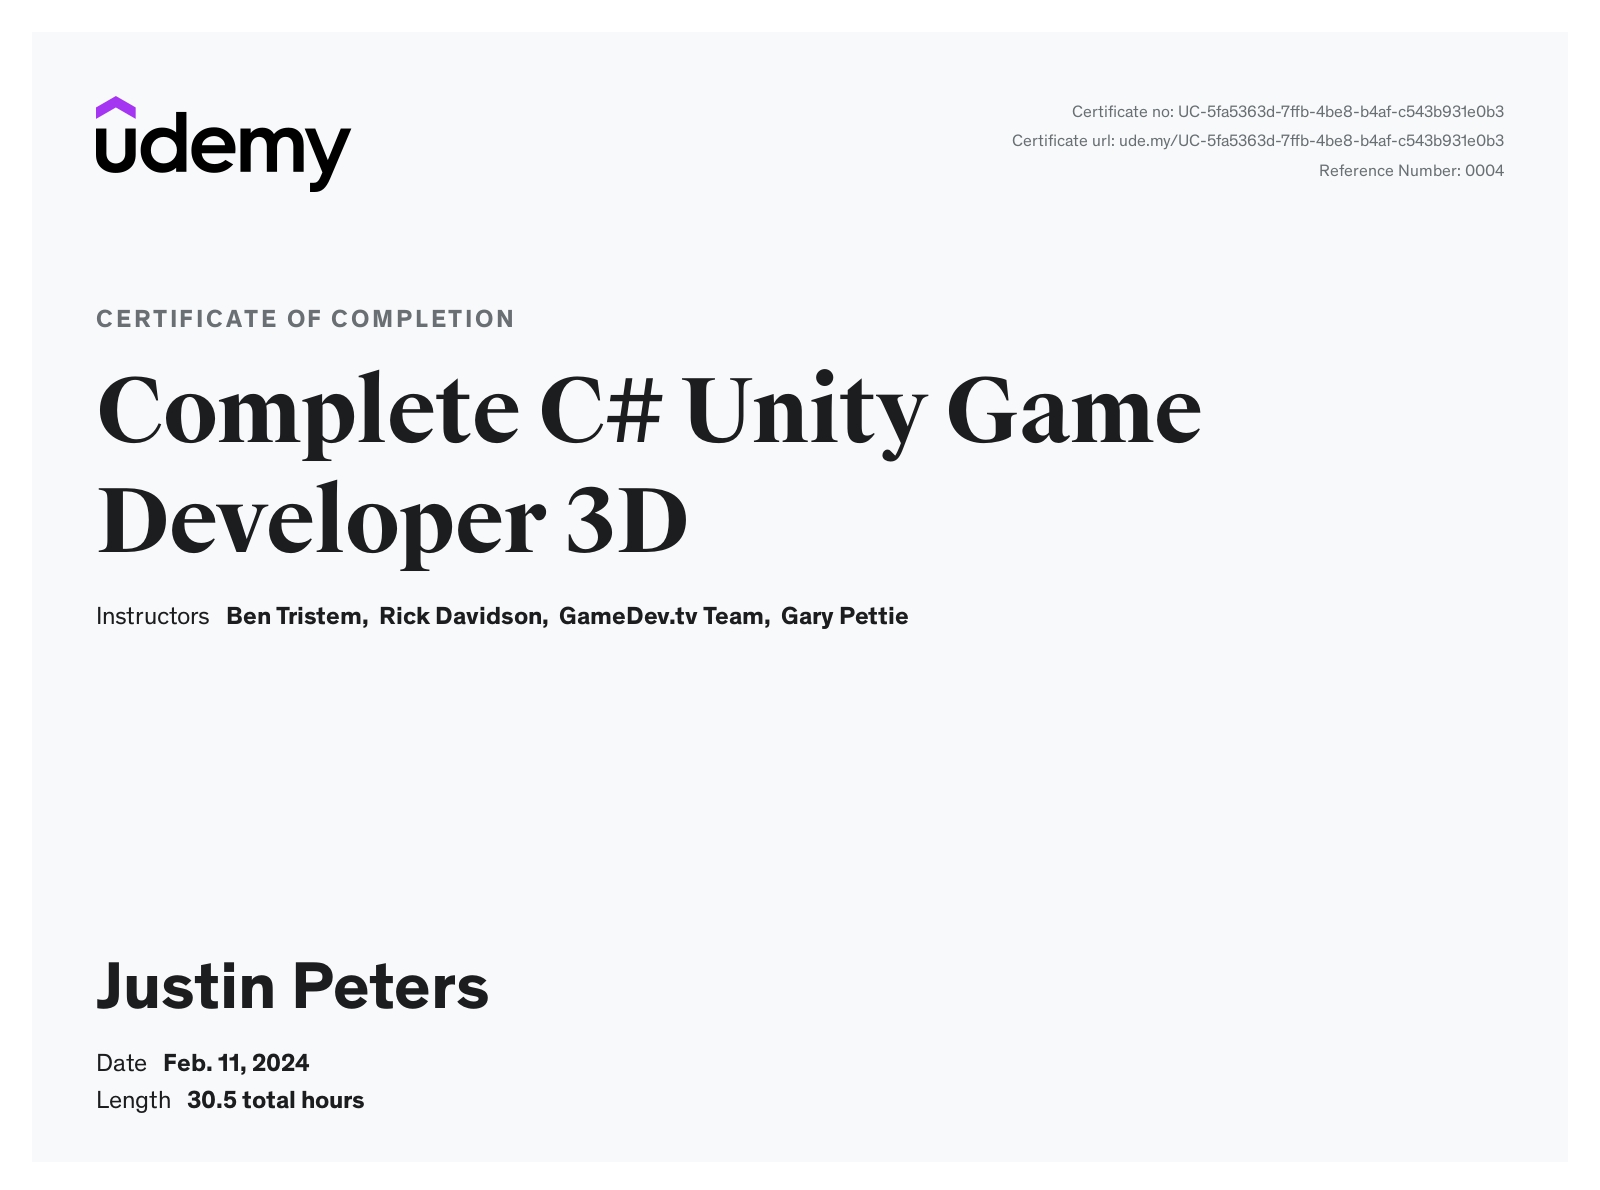 udemy
Certificate no: UC-5fa5363d-7ffb-4be8-b4af-c543b931e0b3
Certificate url: ude.my/UC-5fa5363d-7ffb-4be8-b4af-c543b931e0b3
Reference Number: 0004
CERTIFICATE OF COMPLETION
Complete C# Unity Game
Developer 3D
Instructors Ben Tristem, Rick Davidson, GameDev.tv Team, Gary Pettie
Justin Peters
Date Feb. 11, 2024
Length 30.5 total hours